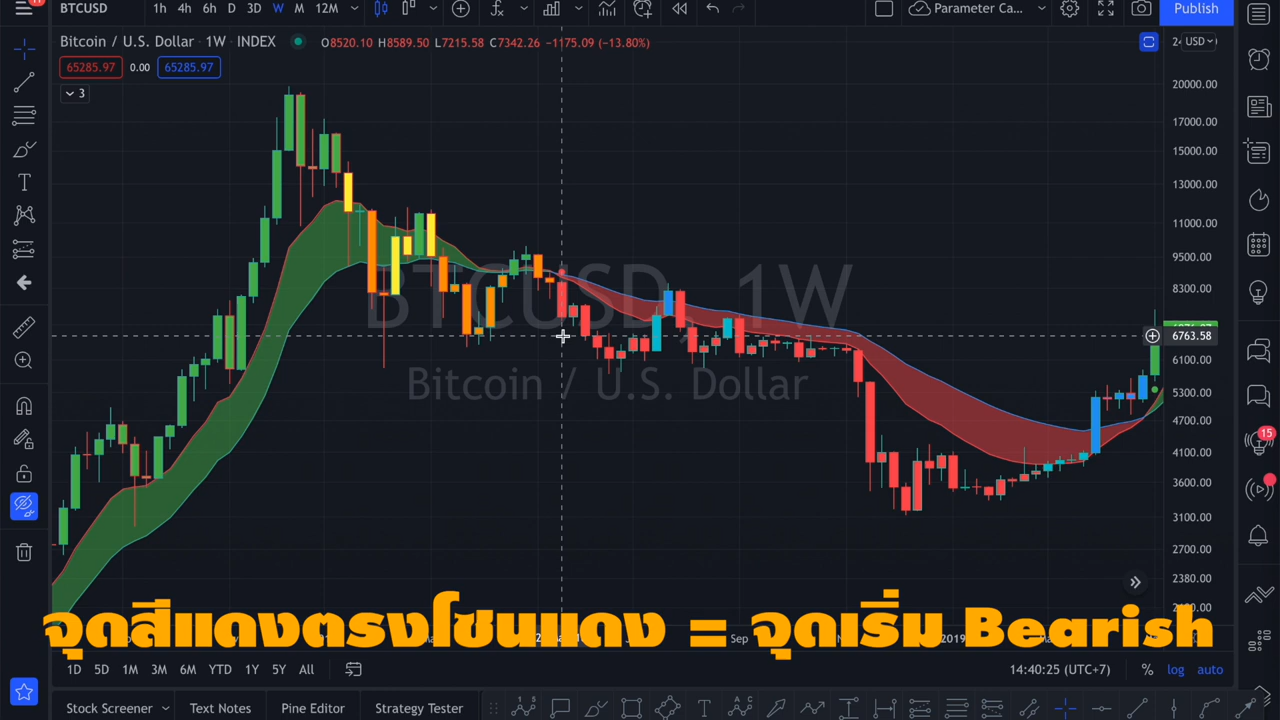 BTCUSD 1h 4h 6h D 3D W M 12M Parameter Ca... Publish
Bitcoin / U.S. Dollar · 1W · INDEX O8520.10 H8589.50 L7215.58 C7342.26 −1175.09 (−13.80%)
USD
65285.97 0.00 65285.97
3
20000.00
17000.00
15000.00
13000.00
11000.00
9500.00
8300.00
6763.58
6100.00
5300.00
4700.00
4100.00
3600.00
3100.00
2700.00
2380.00
BTCUSD, 1W
Bitcoin / U.S. Dollar
15
จุดสีแดงตรงโซนแดง = จุดเริ่ม Bearish
Sep 2019
1D 5D 1M 3M 6M YTD 1Y 5Y All 14:40:25 (UTC+7) % log auto
Stock Screener Text Notes Pine Editor Strategy Tester